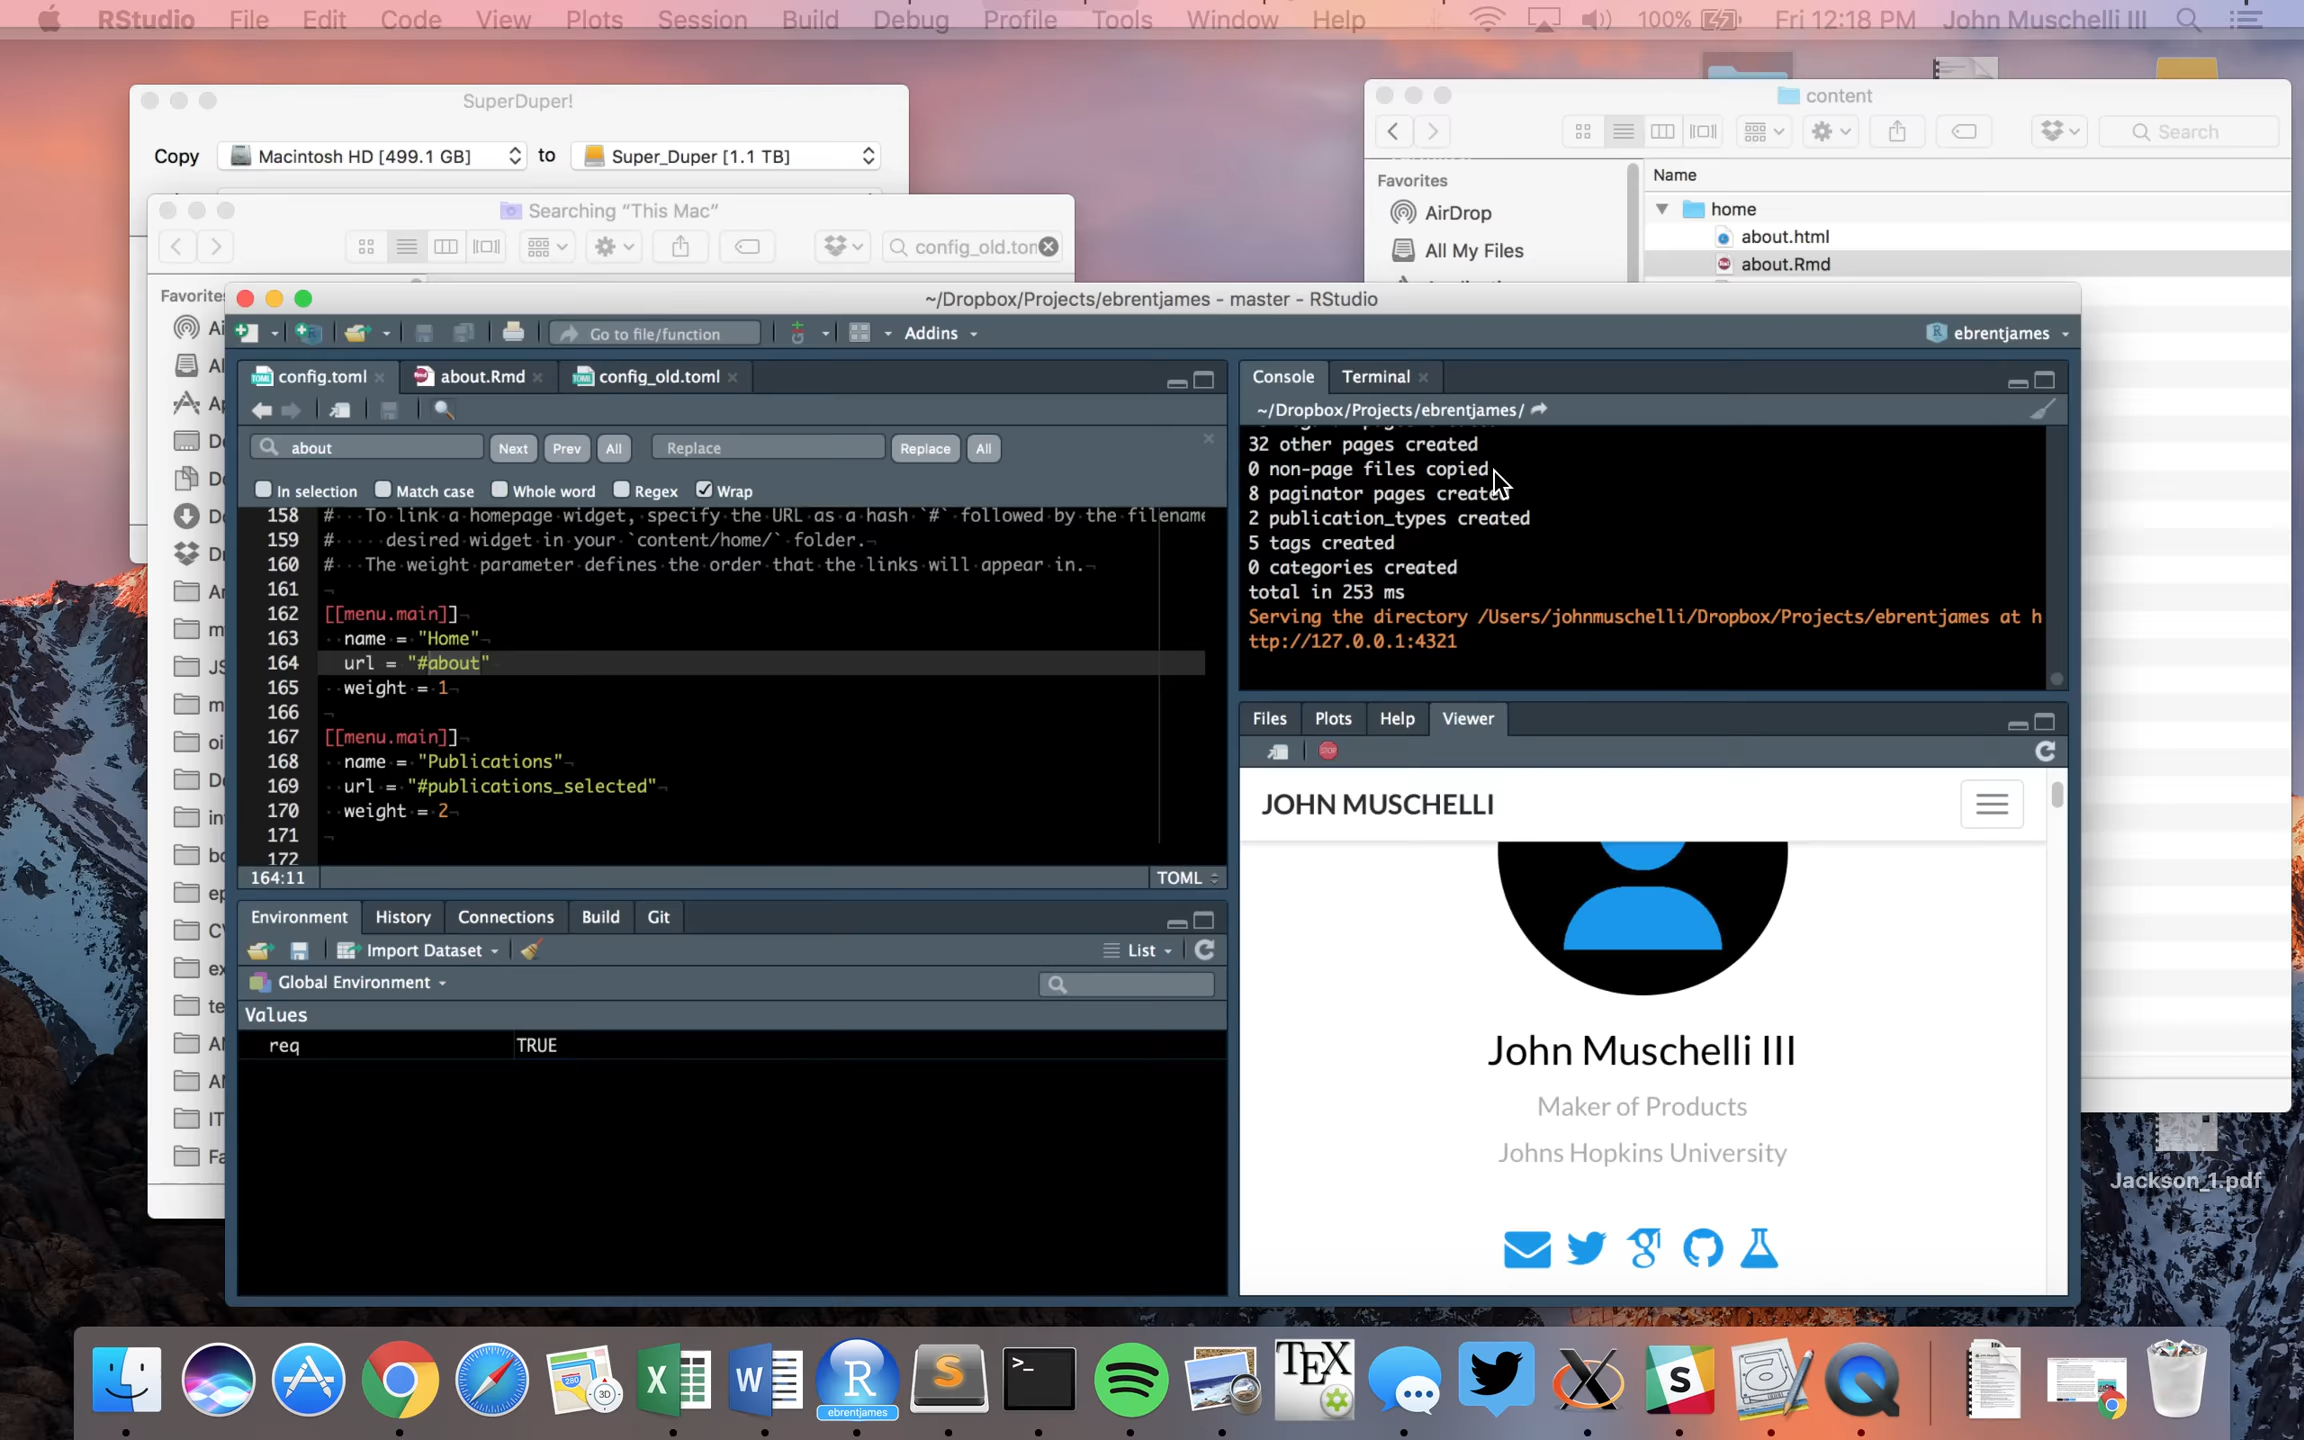 RStudio File Edit Code View Plots Session Build Debug Profile Tools Window Help 100% Fri 12:18 PM John Muschelli III
SuperDuper!
Copy Macintosh HD [499.1 GB] to Super_Duper [1.1 TB]
Searching “This Mac”
config_old.tom
Favorites
content
Search
Favorites
AirDrop
All My Files
Name
home
about.html
about.Rmd
~/Dropbox/Projects/ebrentjames - master - RStudio
Go to file/function Addins ebrentjames
config.toml about.Rmd config_old.toml
about Next Prev All Replace Replace All
In selection Match case Whole word Regex Wrap
158 #···To link a homepage widget, specify the URL as a hash `#` followed by the filename
159 #·····desired widget in your `content/home/` folder.¬
160 #···The weight parameter defines the order that the links will appear in.¬
161 ¬
162 [[menu.main]]¬
163 name = "Home"¬
164 url = "#about"
165 weight = 1¬
166 ¬
167 [[menu.main]]¬
168 name = "Publications"¬
169 url = "#publications_selected"¬
170 weight = 2¬
171 ¬
172
164:11 TOML
Environment History Connections Build Git
Import Dataset List
Global Environment
Values
req TRUE
Console Terminal
~/Dropbox/Projects/ebrentjames/
32 other pages created
0 non-page files copied
8 paginator pages created
2 publication_types created
5 tags created
0 categories created
total in 253 ms
Serving the directory /Users/johnmuschelli/Dropbox/Projects/ebrentjames at h
ttp://127.0.0.1:4321
Files Plots Help Viewer
STOP
JOHN MUSCHELLI
John Muschelli III
Maker of Products
Johns Hopkins University
Jackson_1.pdf
280
3D
X
W
R
ebrentjames
S
>_
TEX
X
S